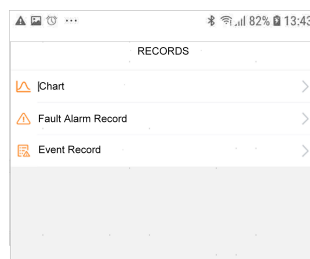 82% 13:43
RECORDS
Chart
Fault Alarm Record
Event Record